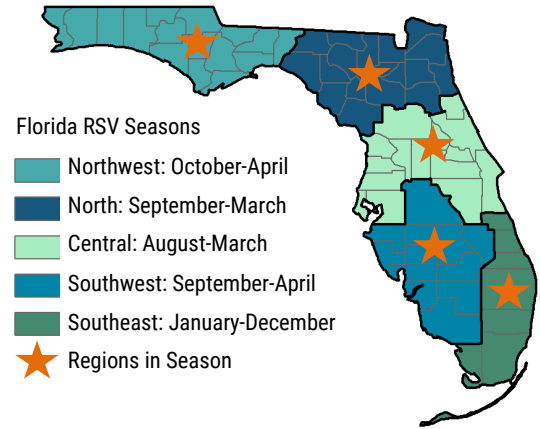 Florida RSV Seasons
Northwest: October-April
North: September-March
Central: August-March
Southwest: September-April
Southeast: January-December
Regions in Season